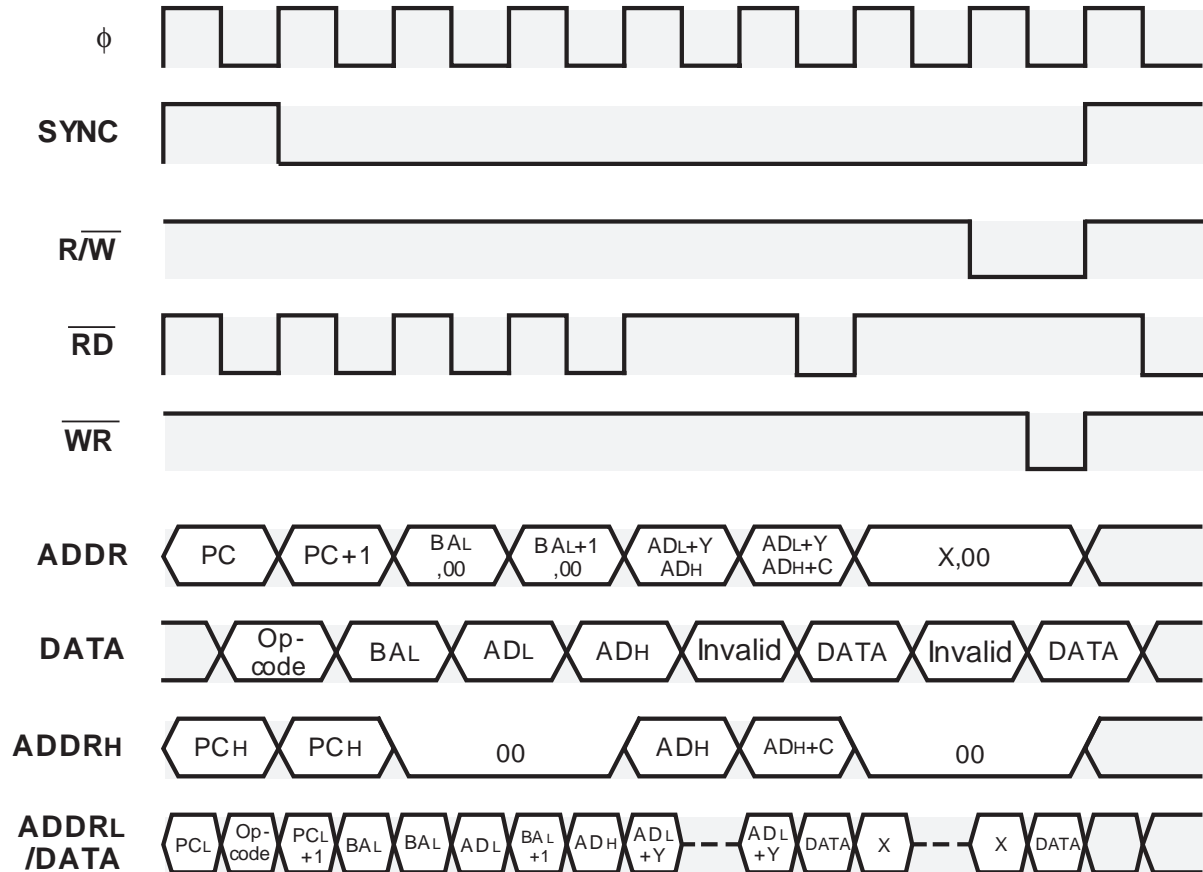 ϕ
SYNC
R/W
RD
WR
ADDR
PC
PC+1
BAL
,00
BAL+1
,00
ADL+Y
ADH
ADL+Y
ADH+C
X,00
DATA
Op-
code
BAL
ADL
ADH
Invalid
DATA
Invalid
DATA
ADDRH
PCH
PCH
00
ADH
ADH+C
00
ADDRL
/DATA
PCL
Op-
code
PCL
+1
BAL
BAL
ADL
BAL
+1
ADH
ADL
+Y
ADL
+Y
DATA
X
X
DATA